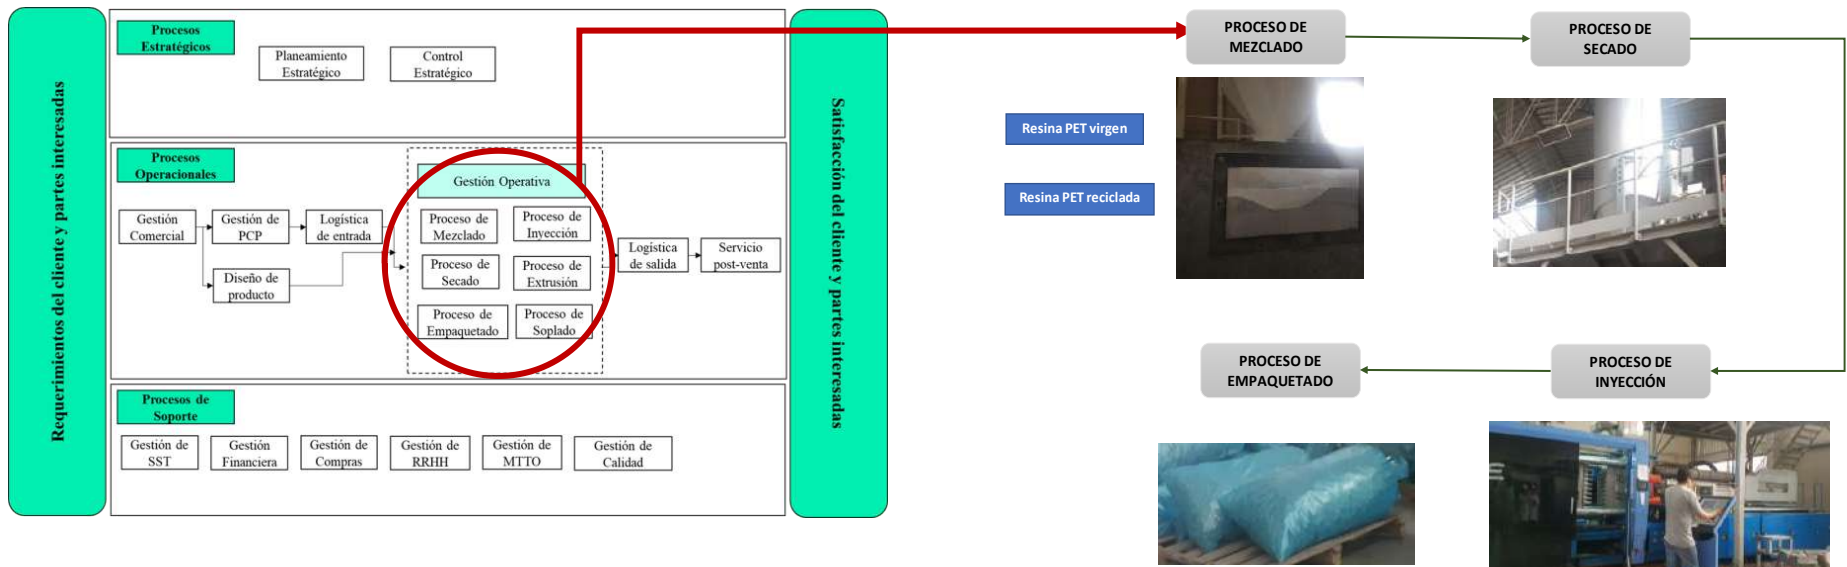 Requerimientos del cliente y partes interesadas
Procesos
Estratégicos
Planeamiento
Estratégico
Control
Estratégico
Procesos
Operacionales
Gestión
Comercial
Gestión de
PCP
Logística
de entrada
Diseño de
producto
Gestión Operativa
Proceso de
Mezclado
Proceso de
Inyección
Proceso de
Secado
Proceso de
Extrusión
Proceso de
Empaquetado
Proceso de
Soplado
Logística
de salida
Servicio
post-venta
Procesos de
Soporte
Gestión de
SST
Gestión
Financiera
Gestión de
Compras
Gestión de
RRHH
Gestión de
MTTO
Gestión de
Calidad
Satisfacción del cliente y partes interesadas
PROCESO DE
MEZCLADO
PROCESO DE
SECADO
Resina PET virgen
Resina PET reciclada
PROCESO DE
EMPAQUETADO
PROCESO DE
INYECCIÓN